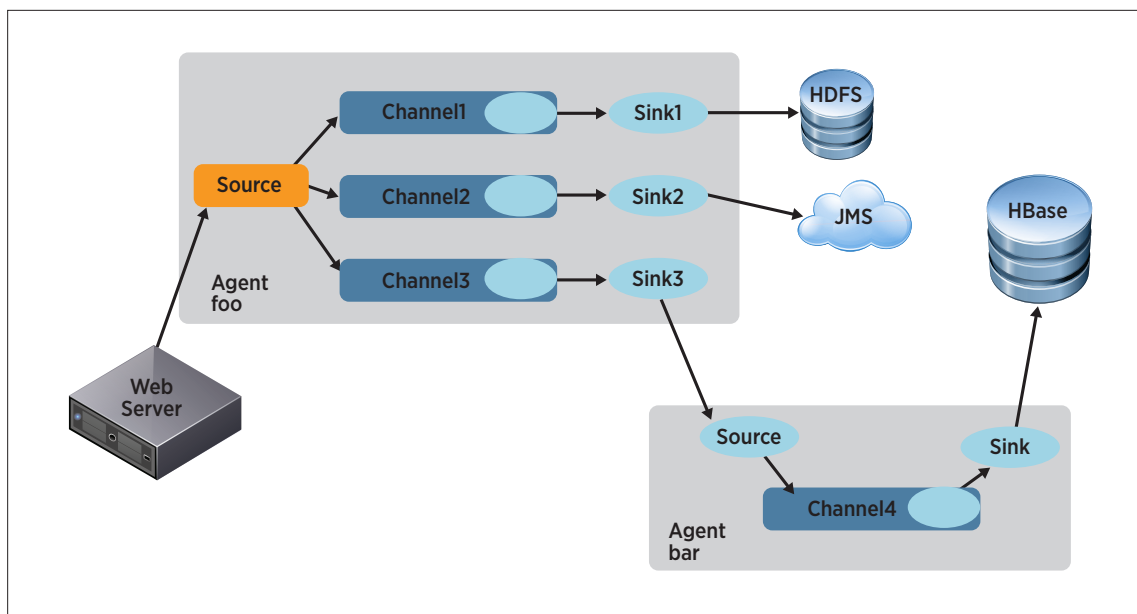 Channel1
Sink1
HDFS
Source
Channel2
Sink2
JMS
HBase
Channel3
Sink3
Agent
foo
Web
Server
Source
Sink
Channel4
Agent
bar